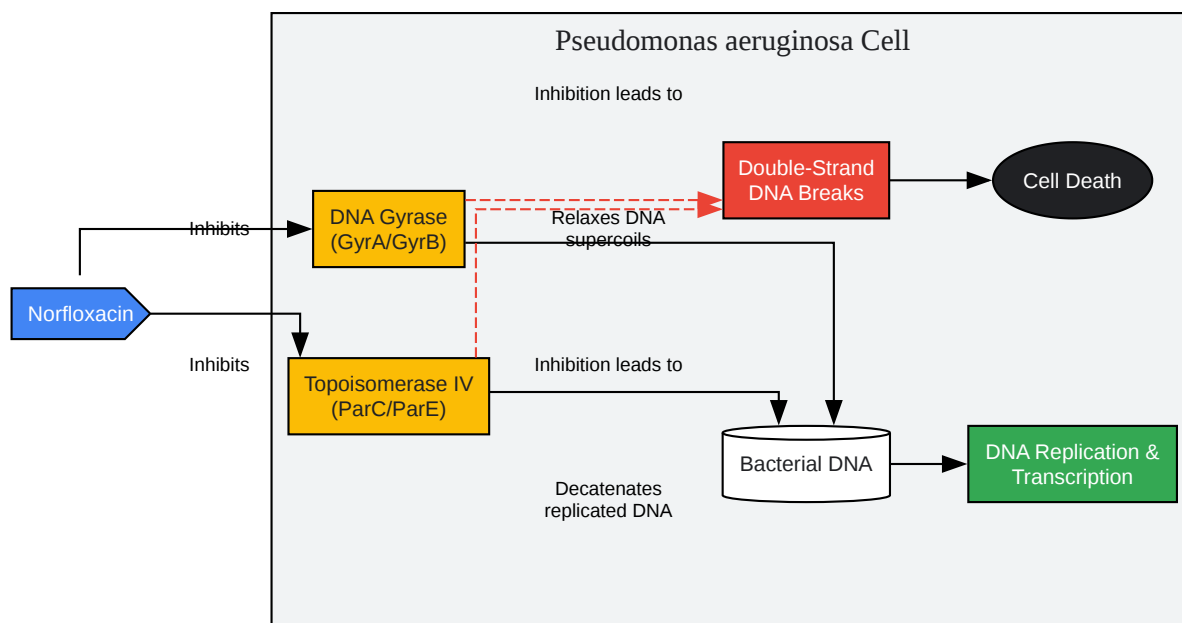 Pseudomonas aeruginosa Cell
Inhibition leads to
Double-Strand
DNA Breaks
Cell Death
DNA Gyrase
(GyrA/GyrB)
Inhibits
Relaxes DNA
supercoils
Norfloxacin
Inhibits
Topoisomerase IV
(ParC/ParE)
Inhibition leads to
Bacterial DNA
DNA Replication &
Transcription
Decatenates
replicated DNA